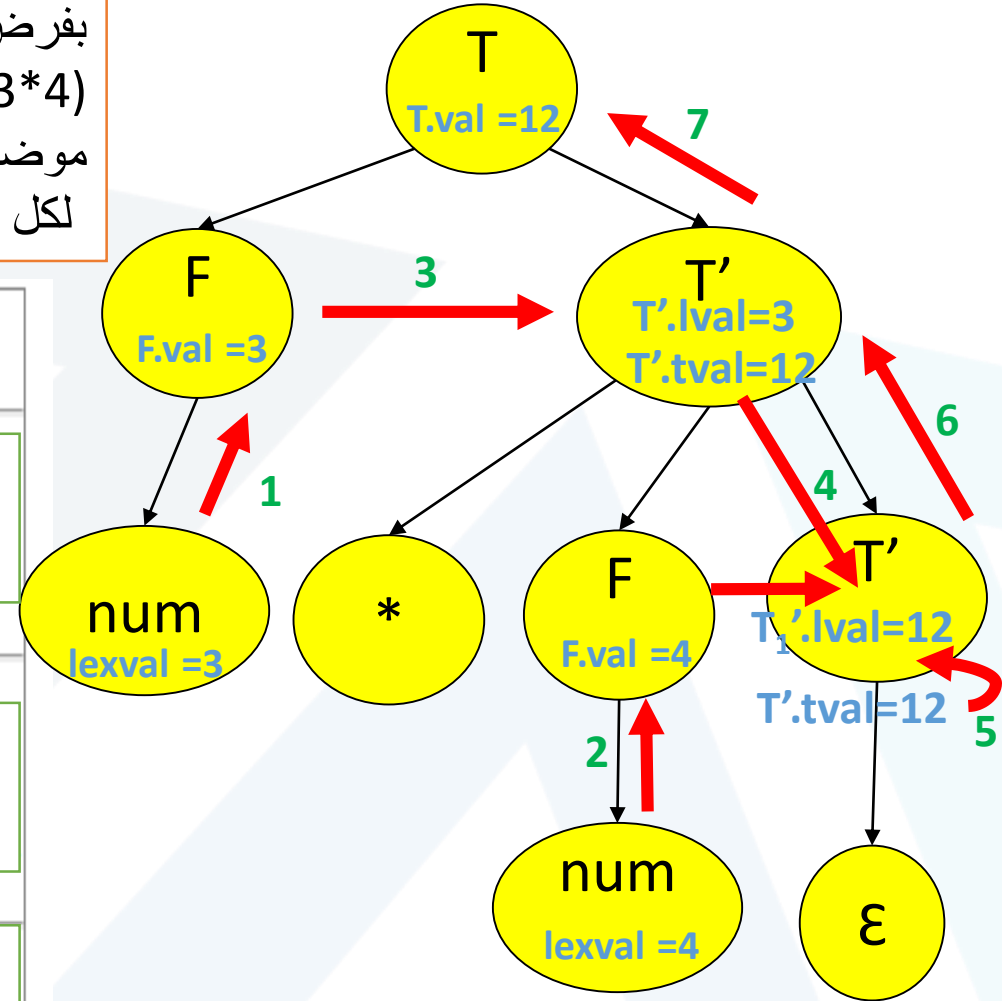 بفرض
3*4)
لكل
T
T.val =12
7
F
F.val =3
3
T’
T’.lval=3
T’.tval=12
1
4
6
num
lexval =3
*
F
F.val =4
T’
T₁’.lval=12
T’.tval=12
5
2
num
lexval =4
ε